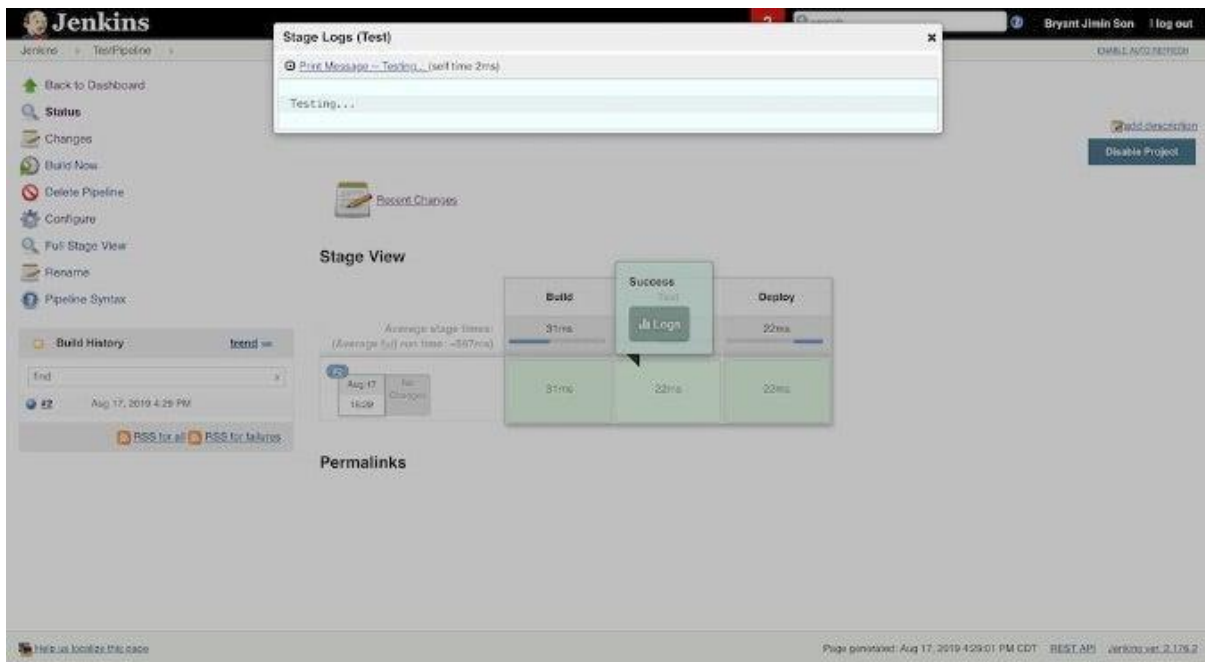 Jenkins
2
search
Bryant Jimin Son
log out
Jenkins
TestPipeline
ENABLE AUTO REFRESH
Stage Logs (Test)
Print Message -- Testing... (self time 2ms)
Testing...
Back to Dashboard
Status
Changes
Build Now
Delete Pipeline
Configure
Full Stage View
Rename
Pipeline Syntax
add description
Disable Project
Recent Changes
Stage View
Build
Test
Deploy
Success
Logs
Average stage times:
(Average full run time: ~597ms)
31ms
22ms
#2
Aug 17
16:29
No
Changes
31ms
22ms
22ms
Build History
trend
find
x
#2
Aug 17, 2019 4:29 PM
RSS for all
RSS for failures
Permalinks
Help us localize this page
Page generated: Aug 17, 2019 4:29:01 PM CDT
REST API
Jenkins ver. 2.176.2